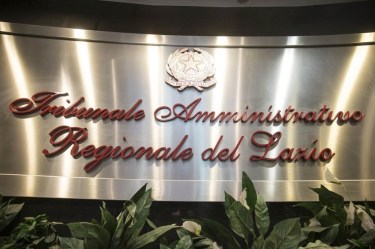 Tribunale Amministrativo
Regionale del Lazio